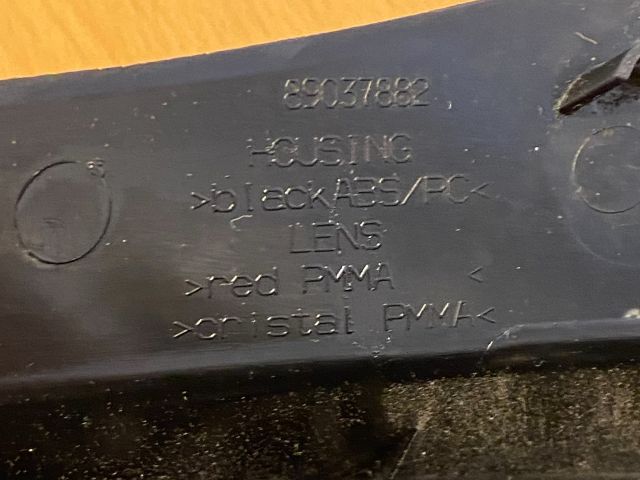 89037882
HOUSING
>blackABS/PC<
LENS
>red PMMA <
>cristal PMMA<